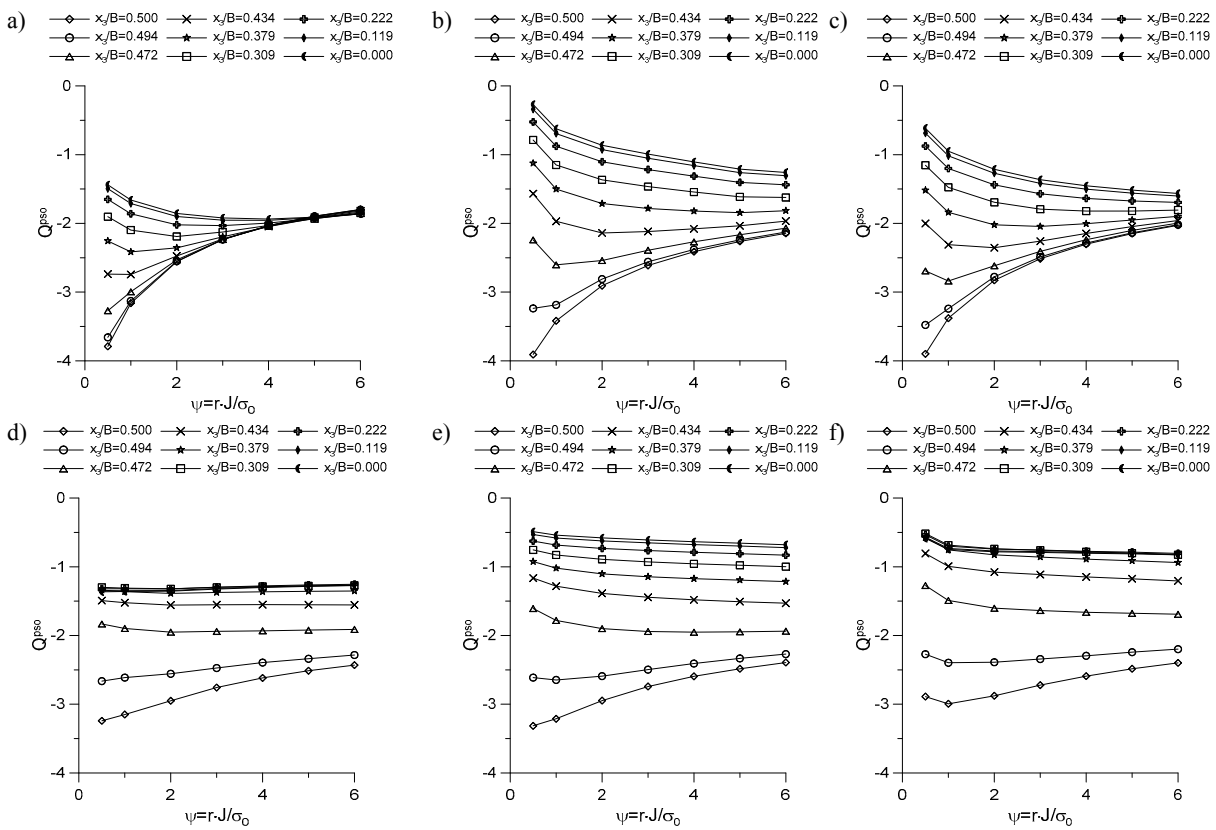 a)
x₃/B=0.500 x₃/B=0.434 x₃/B=0.222
x₃/B=0.494 x₃/B=0.379 x₃/B=0.119
x₃/B=0.472 x₃/B=0.309 x₃/B=0.000
0
-1
-2
-3
-4
Qᵖˢᵒ
0 2 4 6
ψ=r·J/σ₀
b)
x₃/B=0.500 x₃/B=0.434 x₃/B=0.222
x₃/B=0.494 x₃/B=0.379 x₃/B=0.119
x₃/B=0.472 x₃/B=0.309 x₃/B=0.000
0
-1
-2
-3
-4
Qᵖˢᵒ
0 2 4 6
ψ=r·J/σ₀
c)
x₃/B=0.500 x₃/B=0.434 x₃/B=0.222
x₃/B=0.494 x₃/B=0.379 x₃/B=0.119
x₃/B=0.472 x₃/B=0.309 x₃/B=0.000
0
-1
-2
-3
-4
Qᵖˢᵒ
0 2 4 6
ψ=r·J/σ₀
d)
x₃/B=0.500 x₃/B=0.434 x₃/B=0.222
x₃/B=0.494 x₃/B=0.379 x₃/B=0.119
x₃/B=0.472 x₃/B=0.309 x₃/B=0.000
0
-1
-2
-3
-4
Qᵖˢᵒ
0 2 4 6
ψ=r·J/σ₀
e)
x₃/B=0.500 x₃/B=0.434 x₃/B=0.222
x₃/B=0.494 x₃/B=0.379 x₃/B=0.119
x₃/B=0.472 x₃/B=0.309 x₃/B=0.000
0
-1
-2
-3
-4
Qᵖˢᵒ
0 2 4 6
ψ=r·J/σ₀
f)
x₃/B=0.500 x₃/B=0.434 x₃/B=0.222
x₃/B=0.494 x₃/B=0.379 x₃/B=0.119
x₃/B=0.472 x₃/B=0.309 x₃/B=0.000
0
-1
-2
-3
-4
Qᵖˢᵒ
0 2 4 6
ψ=r·J/σ₀